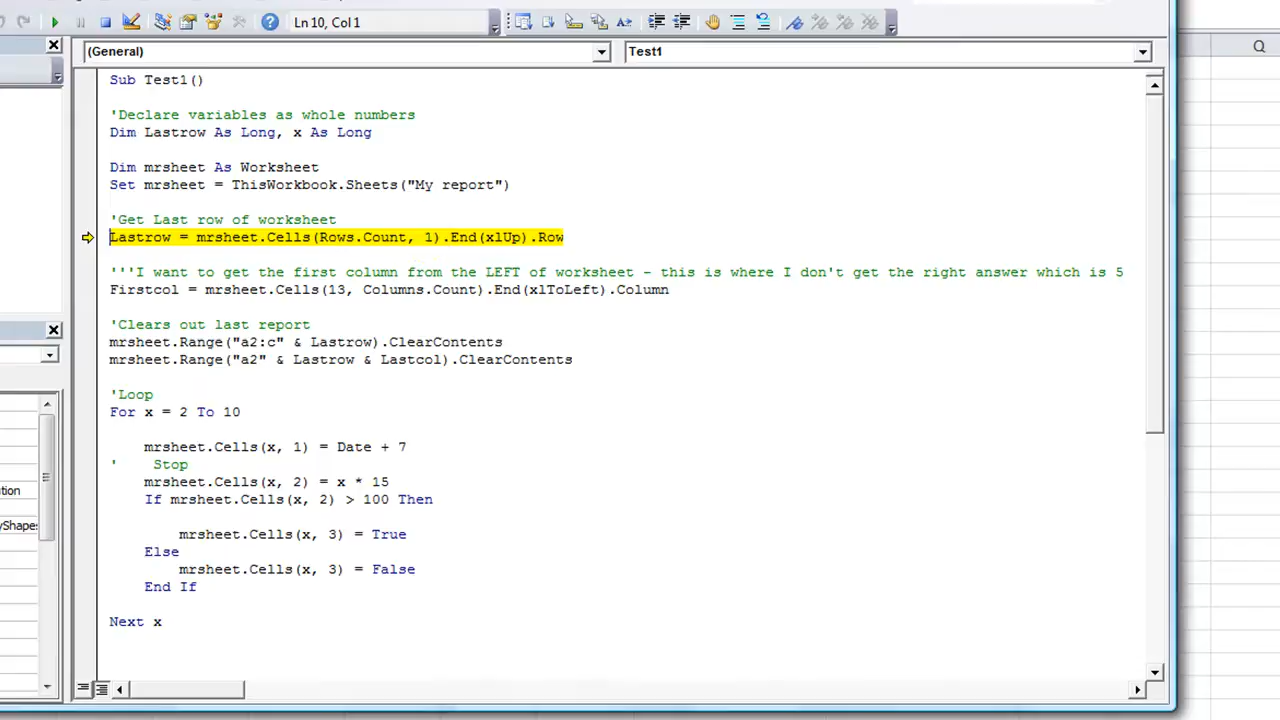 Ln 10, Col 1
Q
(General)
Test1
Sub Test1()
'Declare variables as whole numbers
Dim Lastrow As Long, x As Long
Dim mrsheet As Worksheet
Set mrsheet = ThisWorkbook.Sheets("My report")
'Get Last row of worksheet
Lastrow = mrsheet.Cells(Rows.Count, 1).End(xlUp).Row
'''I want to get the first column from the LEFT of worksheet - this is where I don't get the right answer which is 5
Firstcol = mrsheet.Cells(13, Columns.Count).End(xlToLeft).Column
'Clears out last report
mrsheet.Range("a2:c" & Lastrow).ClearContents
mrsheet.Range("a2" & Lastrow & Lastcol).ClearContents
'Loop
For x = 2 To 10
mrsheet.Cells(x, 1) = Date + 7
'    Stop
mrsheet.Cells(x, 2) = x * 15
If mrsheet.Cells(x, 2) > 100 Then
mrsheet.Cells(x, 3) = True
Else
mrsheet.Cells(x, 3) = False
End If
Next x
ution
yShape